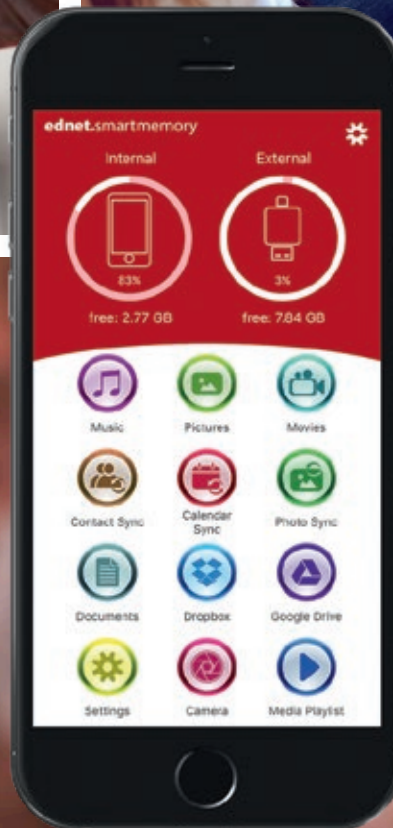 ednet.smartmemory
Internal External
83% 3%
free: 2.77 GB free: 7.84 GB
Music Pictures Movies
Contact Sync Calendar Sync Photo Sync
Documents Dropbox Google Drive
Settings Camera Media Playlist